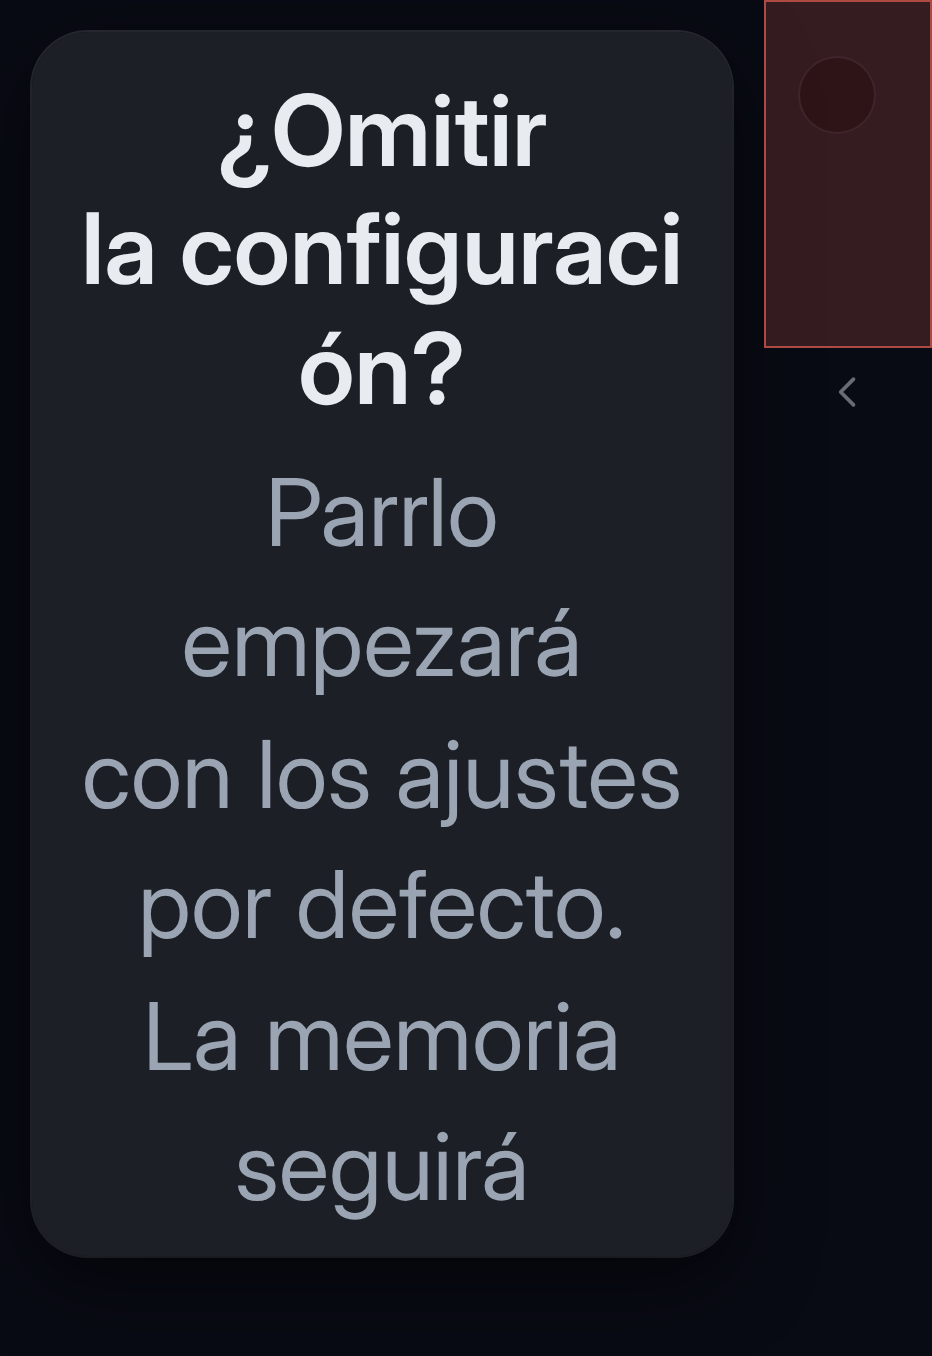 ¿Omitir
la configuraci
ón?
Parrlo
empezará
con los ajustes
por defecto.
La memoria
seguirá